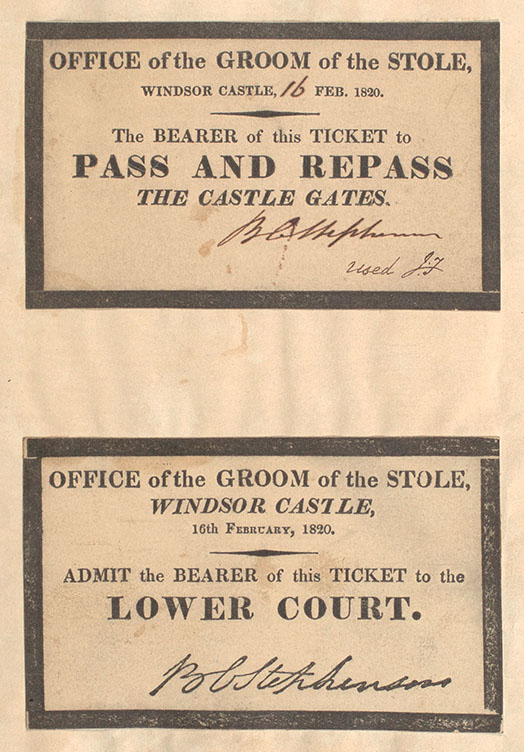 OFFICE of the GROOM of the STOLE,
WINDSOR CASTLE, 16 FEB. 1820.
The BEARER of this TICKET to
PASS AND REPASS
THE CASTLE GATES.
B C Stephenson
used J:F
OFFICE of the GROOM of the STOLE,
WINDSOR CASTLE,
16th FEBRUARY, 1820.
ADMIT the BEARER of this TICKET to the
LOWER COURT.
B C Stephenson